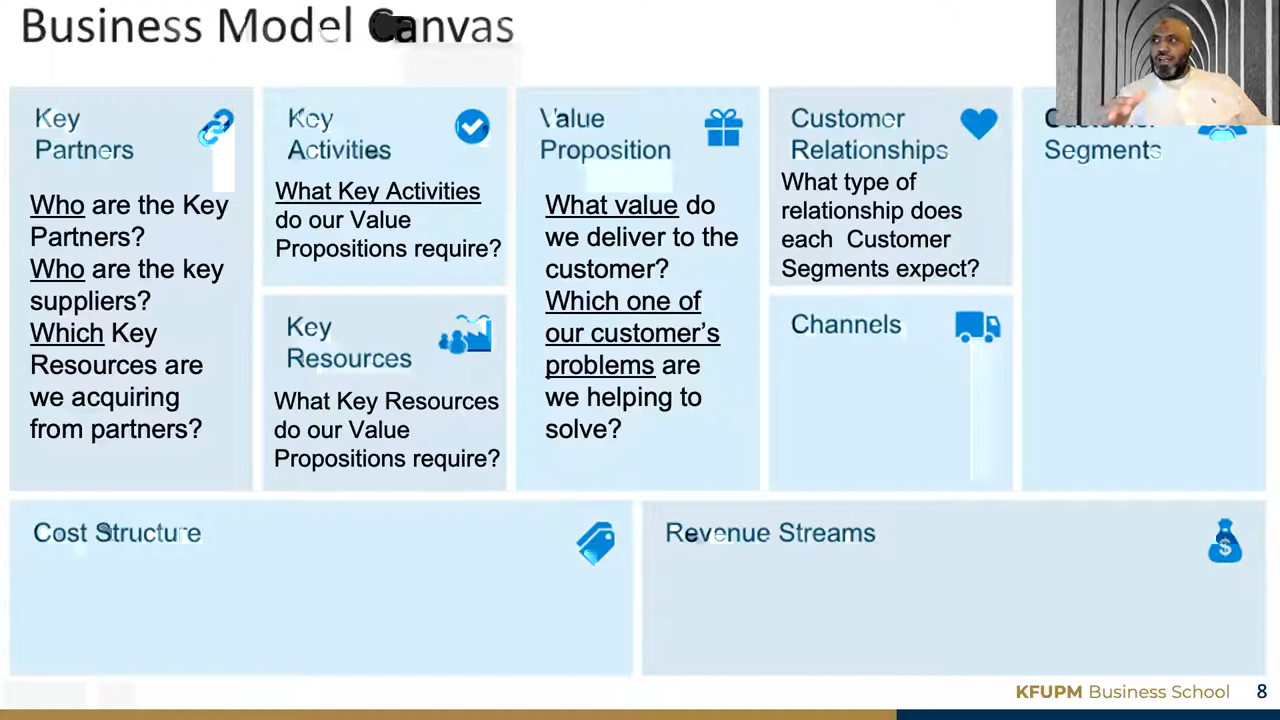 Business Model Canvas
Key
Partners
Who are the Key
Partners?
Who are the key
suppliers?
Which Key
Resources are
we acquiring
from partners?
Key
Activities
What Key Activities
do our Value
Propositions require?
Key
Resources
What Key Resources
do our Value
Propositions require?
Value
Proposition
What value do
we deliver to the
customer?
Which one of
our customer's
problems are
we helping to
solve?
Customer
Relationships
What type of
relationship does
each Customer
Segments expect?
Channels
Customer
Segments
Cost Structure
Revenue Streams
$
KFUPM Business School 8